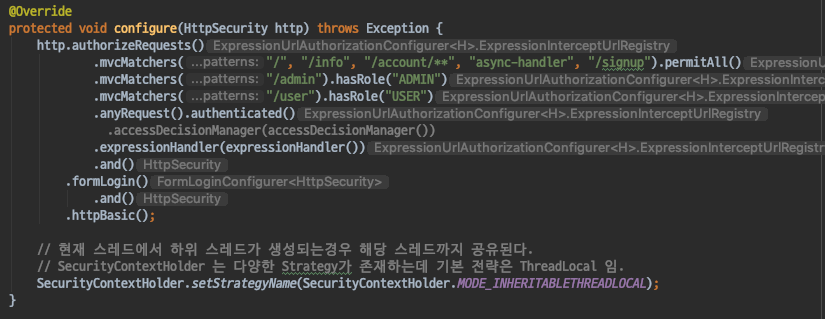 @Override
protected void configure(HttpSecurity http) throws Exception {
http.authorizeRequests() ExpressionUrlAuthorizationConfigurer<H>.ExpressionInterceptUrlRegistry
.mvcMatchers( ...patterns: "/", "/info", "/account/**", "async-handler", "/signup").permitAll() ExpressionU
.mvcMatchers( ...patterns: "/admin").hasRole("ADMIN") ExpressionUrlAuthorizationConfigurer<H>.ExpressionInterce
.mvcMatchers( ...patterns: "/user").hasRole("USER") ExpressionUrlAuthorizationConfigurer<H>.ExpressionIntercep
.anyRequest().authenticated() ExpressionUrlAuthorizationConfigurer<H>.ExpressionInterceptUrlRegistry
.accessDecisionManager(accessDecisionManager())
.expressionHandler(expressionHandler()) ExpressionUrlAuthorizationConfigurer<H>.ExpressionInterceptUrlRegistr
.and() HttpSecurity
.formLogin() FormLoginConfigurer<HttpSecurity>
.and() HttpSecurity
.httpBasic();
// 현재 스레드에서 하위 스레드가 생성되는경우 해당 스레드까지 공유된다.
// SecurityContextHolder 는 다양한 Strategy가 존재하는데 기본 전략은 ThreadLocal 임.
SecurityContextHolder.setStrategyName(SecurityContextHolder.MODE_INHERITABLETHREADLOCAL);
}